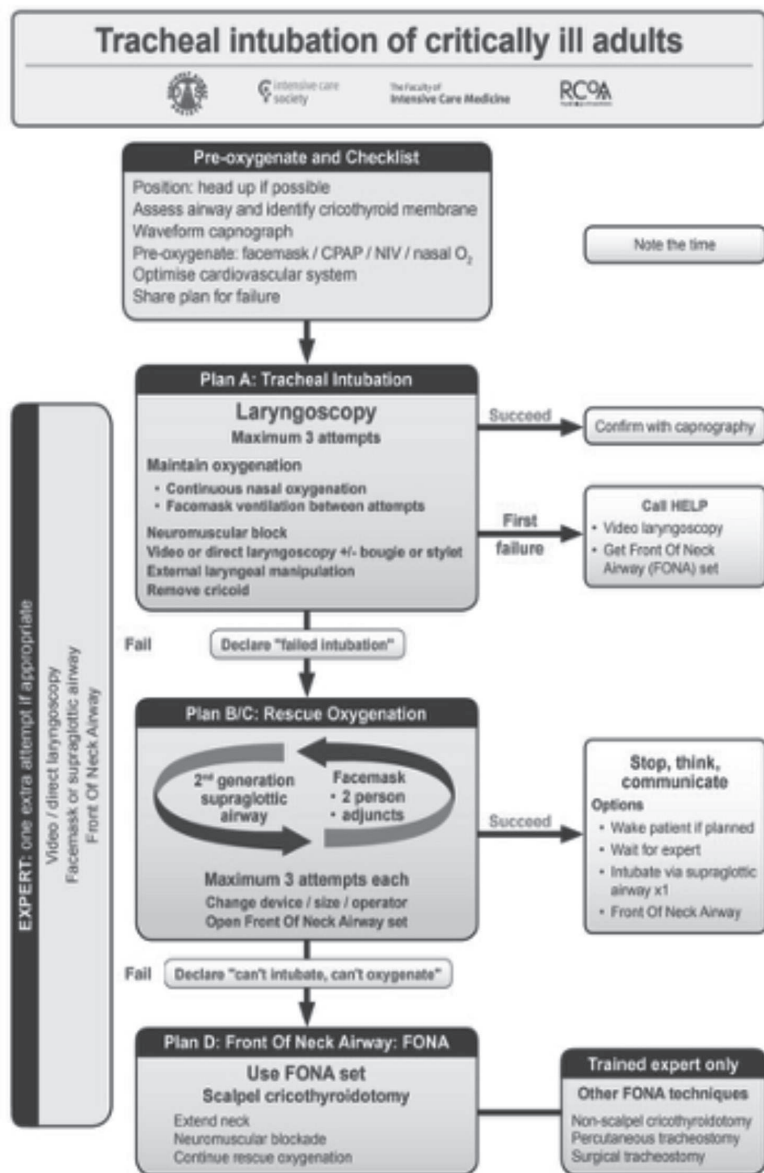 Tracheal intubation of critically ill adults
intensive care
society
The Faculty of
Intensive Care Medicine
RCoA
Pre-oxygenate and Checklist
Position: head up if possible
Assess airway and identify cricothyroid membrane
Waveform capnograph
Pre-oxygenate: facemask / CPAP / NIV / nasal O₂
Optimise cardiovascular system
Share plan for failure
Note the time
Plan A: Tracheal Intubation
Laryngoscopy
Maximum 3 attempts
Maintain oxygenation
• Continuous nasal oxygenation
• Facemask ventilation between attempts
Neuromuscular block
Video or direct laryngoscopy +/- bougie or stylet
External laryngeal manipulation
Remove cricoid
Succeed
Confirm with capnography
First
failure
Call HELP
• Video laryngoscopy
• Get Front Of Neck
Airway (FONA) set
Fail
Declare "failed intubation"
EXPERT: one extra attempt if appropriate
Video / direct laryngoscopy
Facemask or supraglottic airway
Front Of Neck Airway
Plan B/C: Rescue Oxygenation
2nd generation
supraglottic
airway
Facemask
• 2 person
• adjuncts
Maximum 3 attempts each
Change device / size / operator
Open Front Of Neck Airway set
Succeed
Stop, think,
communicate
Options
• Wake patient if planned
• Wait for expert
• Intubate via supraglottic
airway x1
• Front Of Neck Airway
Fail
Declare "can't intubate, can't oxygenate"
Plan D: Front Of Neck Airway: FONA
Use FONA set
Scalpel cricothyroidotomy
Extend neck
Neuromuscular blockade
Continue rescue oxygenation
Trained expert only
Other FONA techniques
Non-scalpel cricothyroidotomy
Percutaneous tracheostomy
Surgical tracheostomy